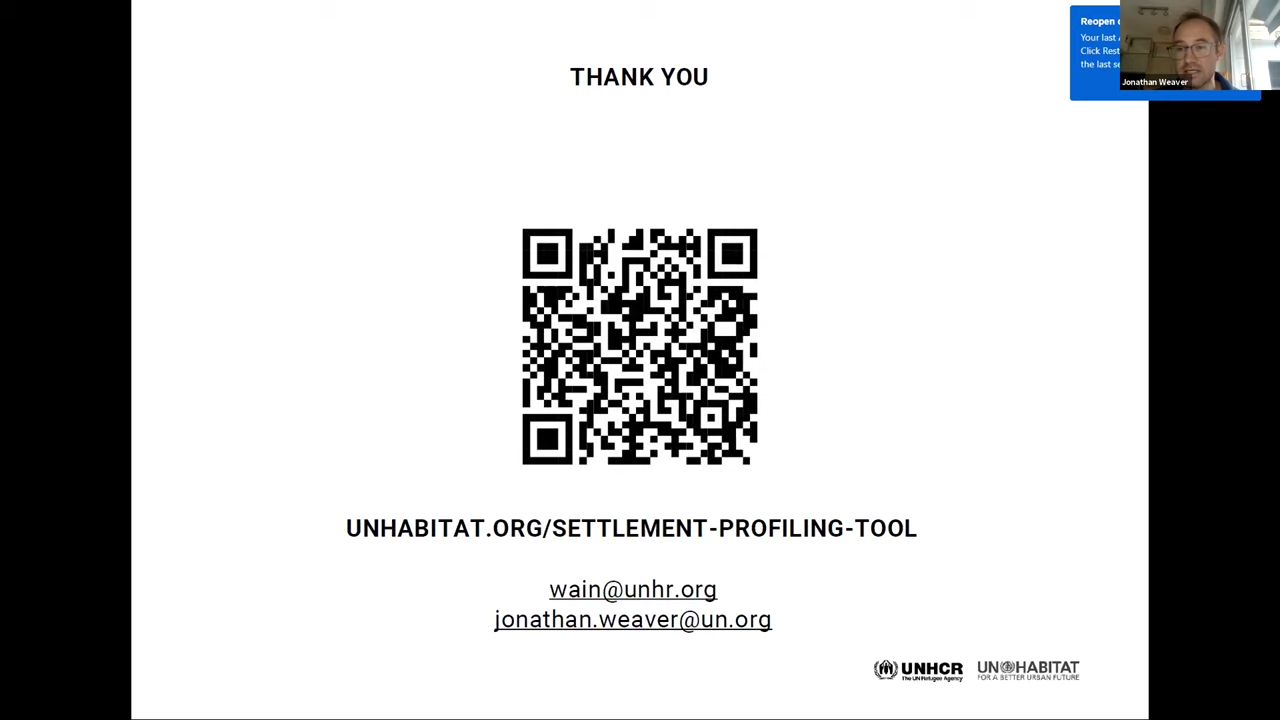 THANK YOU
Reopen
Your last
Click Rest
the last se
Jonathan Weaver
UNHABITAT.ORG/SETTLEMENT-PROFILING-TOOL
wain@unhr.org
jonathan.weaver@un.org
UNHCR
The UN Refugee Agency
UN HABITAT
FOR A BETTER URBAN FUTURE